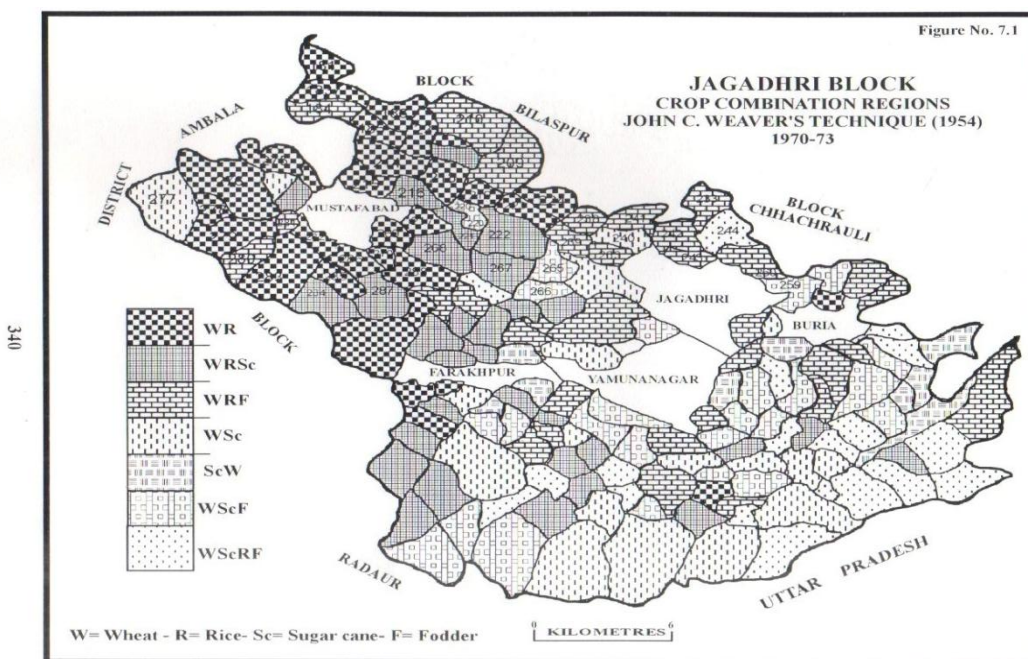 Figure No. 7.1
JAGADHRI BLOCK
CROP COMBINATION REGIONS
JOHN C. WEAVER'S TECHNIQUE (1954)
1970-73
BLOCK
BILASPUR
AMBALA
DISTRICT
BLOCK
CHHACHRAULI
MUSTAFABAD
277
222
244
266
267
265
266
259
287
JAGADHRI
BURIA
FARAKHPUR
YAMUNANAGAR
BLOCK
RADAUR
UTTAR PRADESH
WR
WRSc
WRF
WSc
ScW
WScF
WScRF
W= Wheat - R= Rice- Sc= Sugar cane- F= Fodder
0 KILOMETRES 6
340